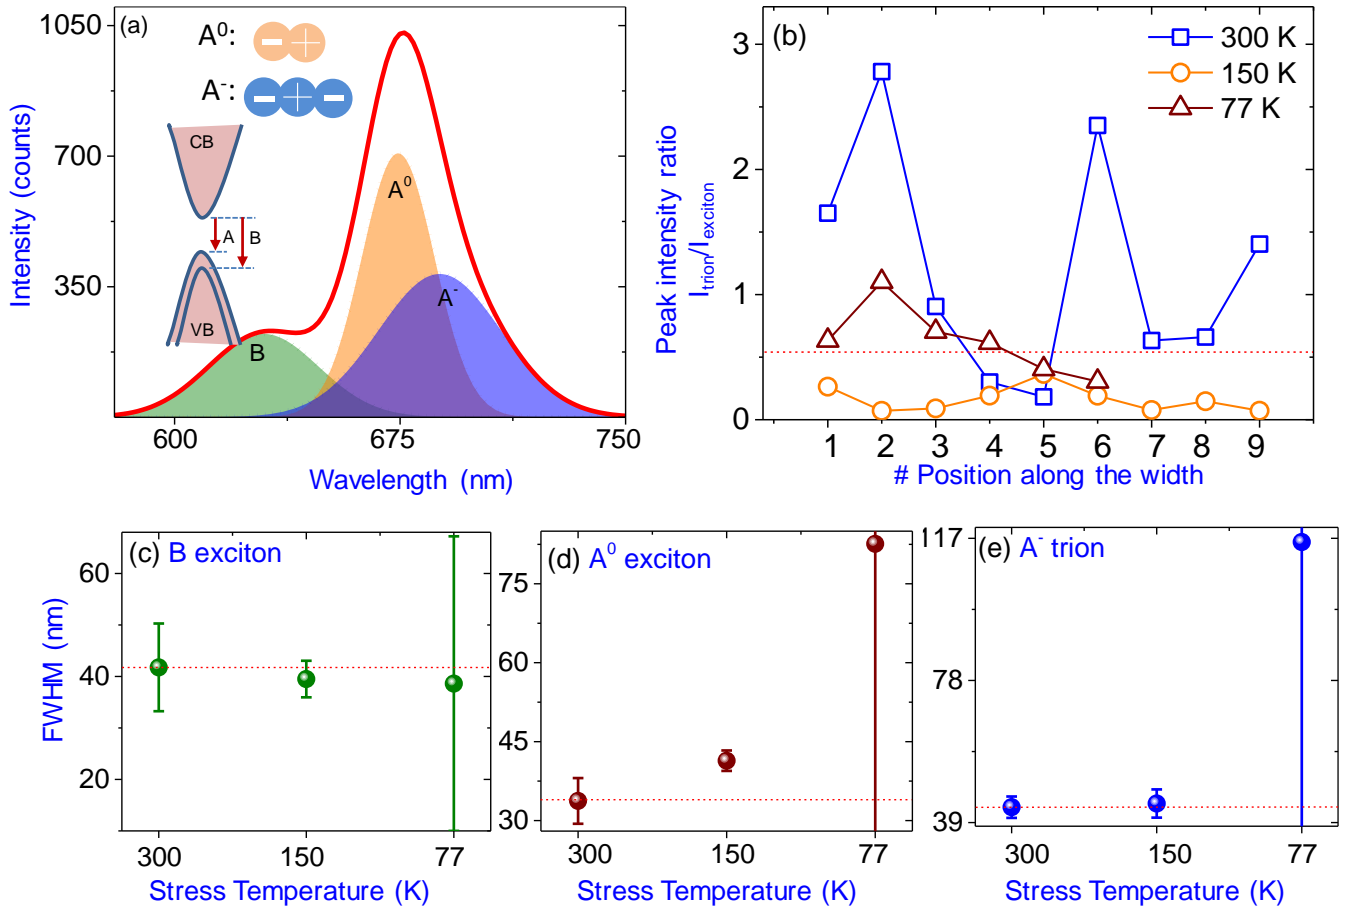 (a)
A⁰:
A⁻:
CB
A
B
VB
B
A⁰
A⁻
1050
700
350
Intensity (counts)
600
675
750
Wavelength (nm)
(b)
300 K
150 K
77 K
3
2
1
0
Peak intensity ratio
I_trion/I_exciton
1 2 3 4 5 6 7 8 9
# Position along the width
(c) B exciton
60
40
20
FWHM (nm)
300 150 77
Stress Temperature (K)
(d) A⁰ exciton
75
60
45
30
300 150 77
Stress Temperature (K)
(e) A⁻ trion
117
78
39
300 150 77
Stress Temperature (K)